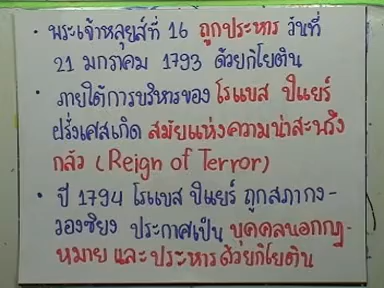 • พระเจ้าหลุยส์ที่ 16 ถูกประหาร วันที่
21 มกราคม 1793 ด้วยกิโยติน
• ภายใต้การบริหารของ โรแบส ปิแยร์
ฝรั่งเศสเกิด สมัยแห่งความน่าสะพรึง
กลัว (Reign of Terror)
• ปี 1794 โรแบส ปิแยร์ ถูกสภากง-
วองซิยง ประกาศเป็น บุคคลนอกกฎ-
หมาย และประหารด้วยกิโยติน